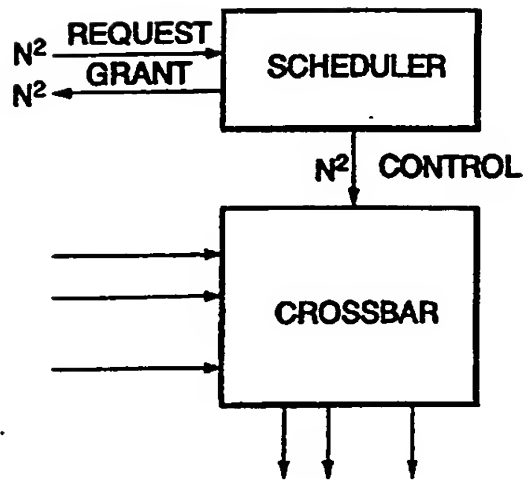 N² REQUEST
N² GRANT
SCHEDULER
N² CONTROL
CROSSBAR